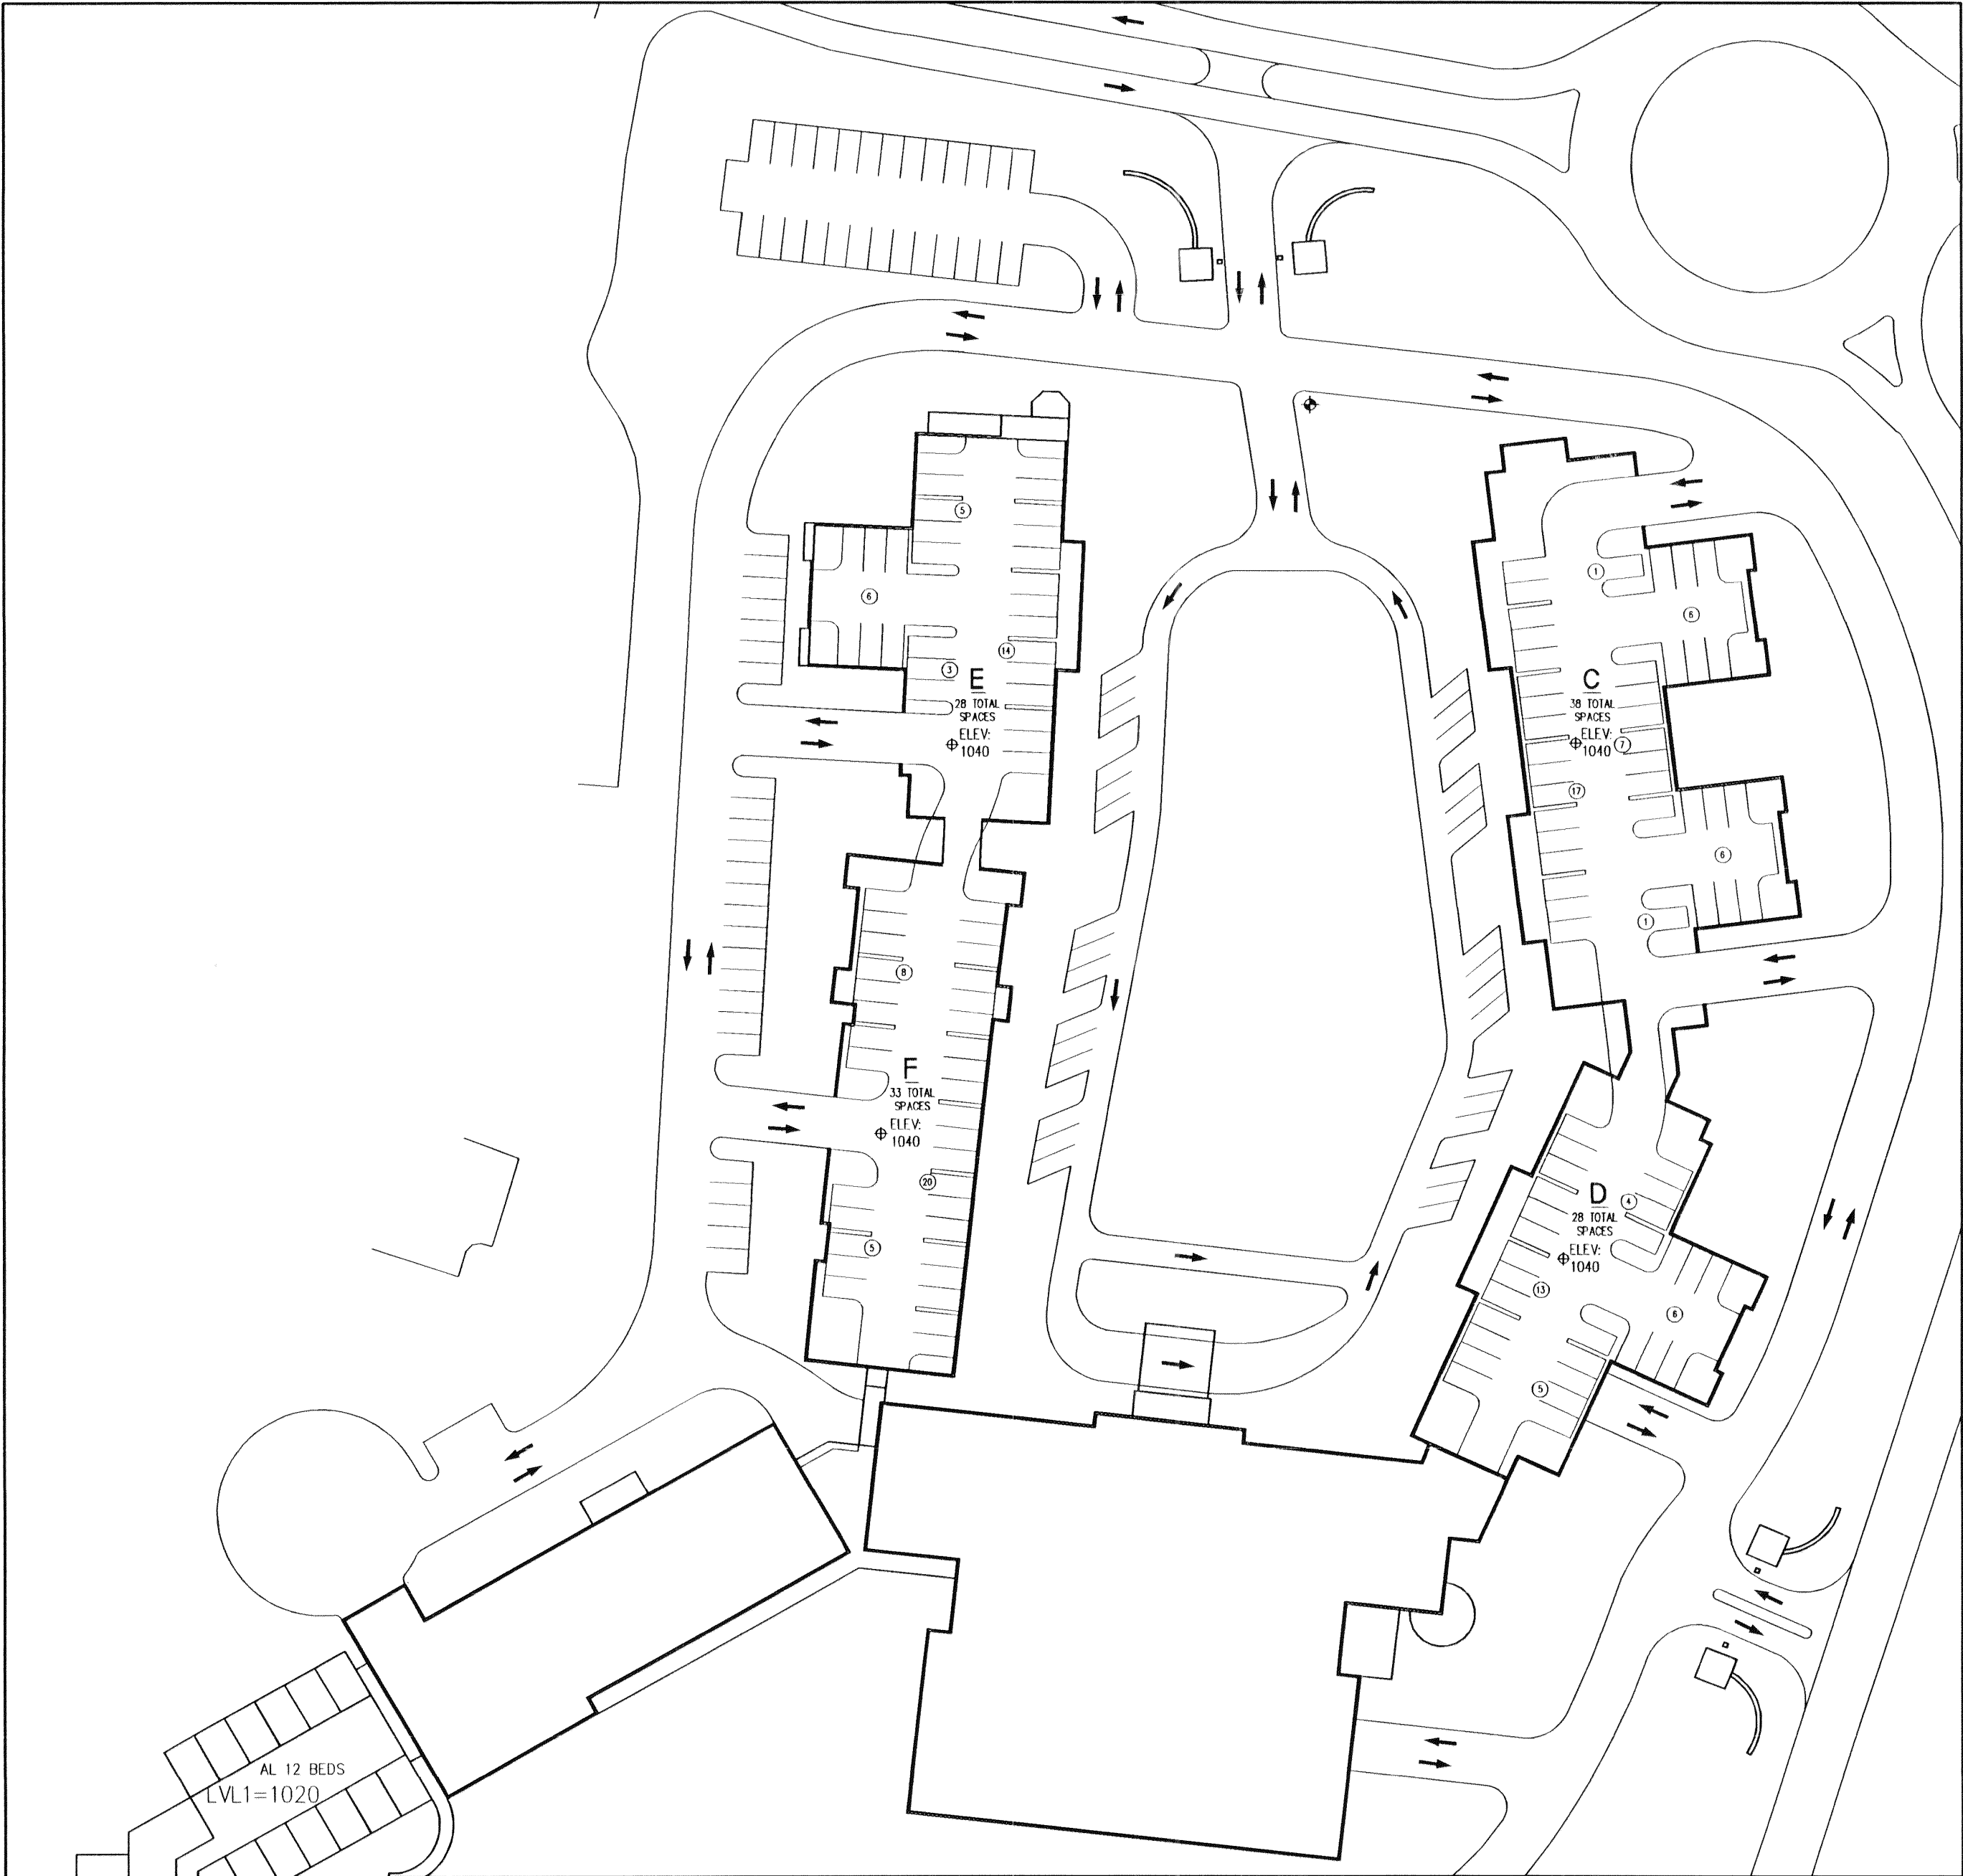 5
6
14
3
E
28 TOTAL
SPACES
ELEV:
1040
1
6
C
38 TOTAL
SPACES
ELEV:
1040
7
17
6
1
8
F
33 TOTAL
SPACES
ELEV:
1040
20
5
4
D
28 TOTAL
SPACES
ELEV:
1040
13
6
5
AL 12 BEDS
LVL1=1020